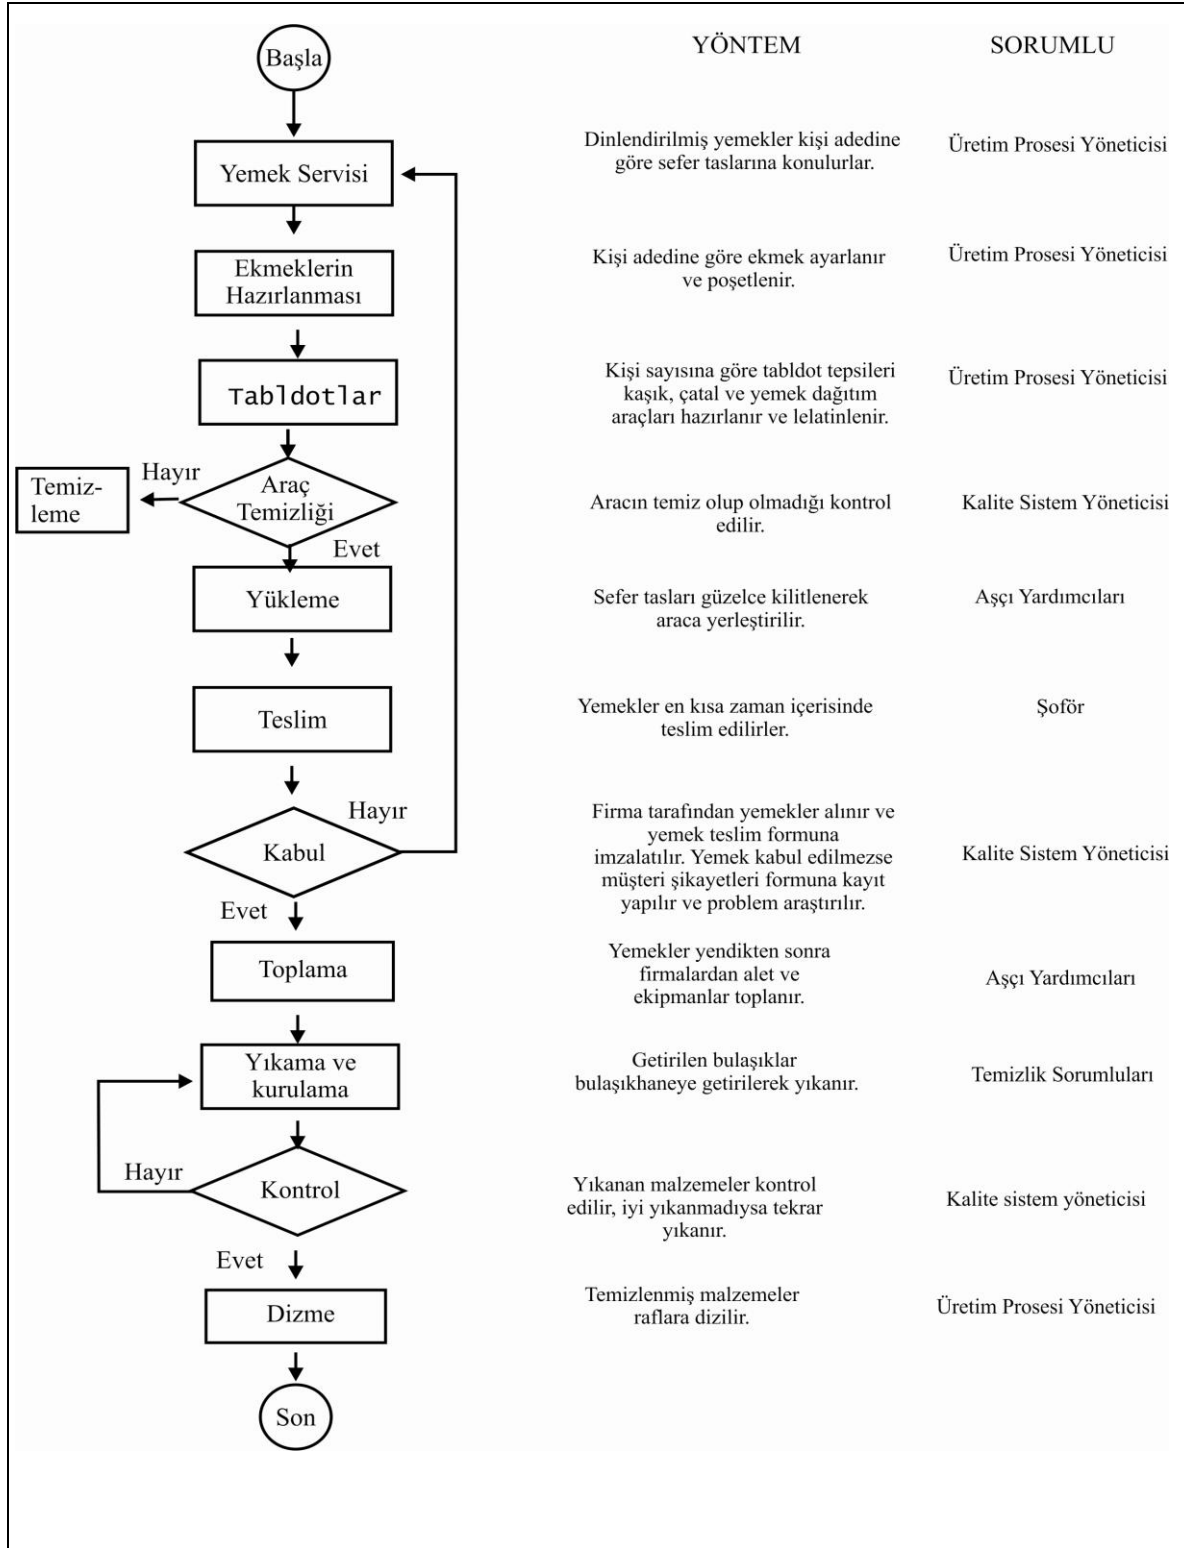 Başla
YÖNTEM
SORUMLU
Yemek Servisi
Dinlendirilmiş yemekler kişi adedine
göre sefer taslarına konulurlar.
Üretim Prosesi Yöneticisi
Ekmeklerin
Hazırlanması
Kişi adedine göre ekmek ayarlanır
ve poşetlenir.
Üretim Prosesi Yöneticisi
Tabldotlar
Kişi sayısına göre tabldot tepsileri
kaşık, çatal ve yemek dağıtım
araçları hazırlanır ve lelatinlenir.
Üretim Prosesi Yöneticisi
Temiz-
leme
Hayır
Araç
Temizliği
Evet
Aracın temiz olup olmadığı kontrol
edilir.
Kalite Sistem Yöneticisi
Yükleme
Sefer tasları güzelce kilitlenerek
araca yerleştirilir.
Aşçı Yardımcıları
Teslim
Yemekler en kısa zaman içerisinde
teslim edilirler.
Şoför
Kabul
Hayır
Evet
Firma tarafından yemekler alınır ve
yemek teslim formuna
imzalatılır. Yemek kabul edilmezse
müşteri şikayetleri formuna kayıt
yapılır ve problem araştırılır.
Kalite Sistem Yöneticisi
Toplama
Yemekler yendikten sonra
firmalardan alet ve
ekipmanlar toplanır.
Aşçı Yardımcıları
Yıkama ve
kurulama
Getirilen bulaşıklar
bulaşıkhaneye getirilerek yıkanır.
Temizlik Sorumluları
Hayır
Kontrol
Evet
Yıkanan malzemeler kontrol
edilir, iyi yıkanmadıysa tekrar
yıkanır.
Kalite sistem yöneticisi
Dizme
Temizlenmiş malzemeler
raflara dizilir.
Üretim Prosesi Yöneticisi
Son